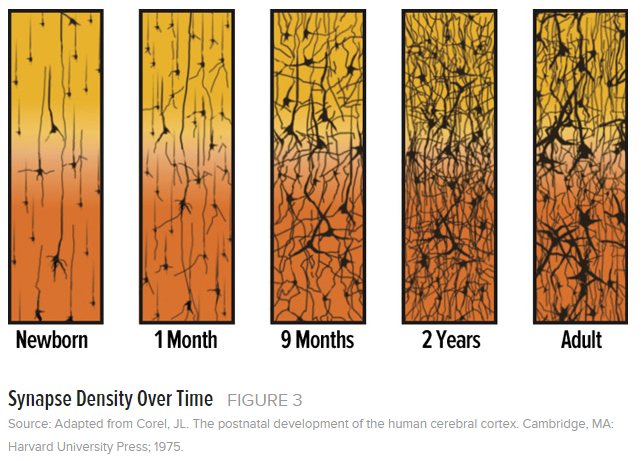 Newborn
1 Month
9 Months
2 Years
Adult
Synapse Density Over Time FIGURE 3
Source: Adapted from Corel, JL. The postnatal development of the human cerebral cortex. Cambridge, MA:
Harvard University Press; 1975.